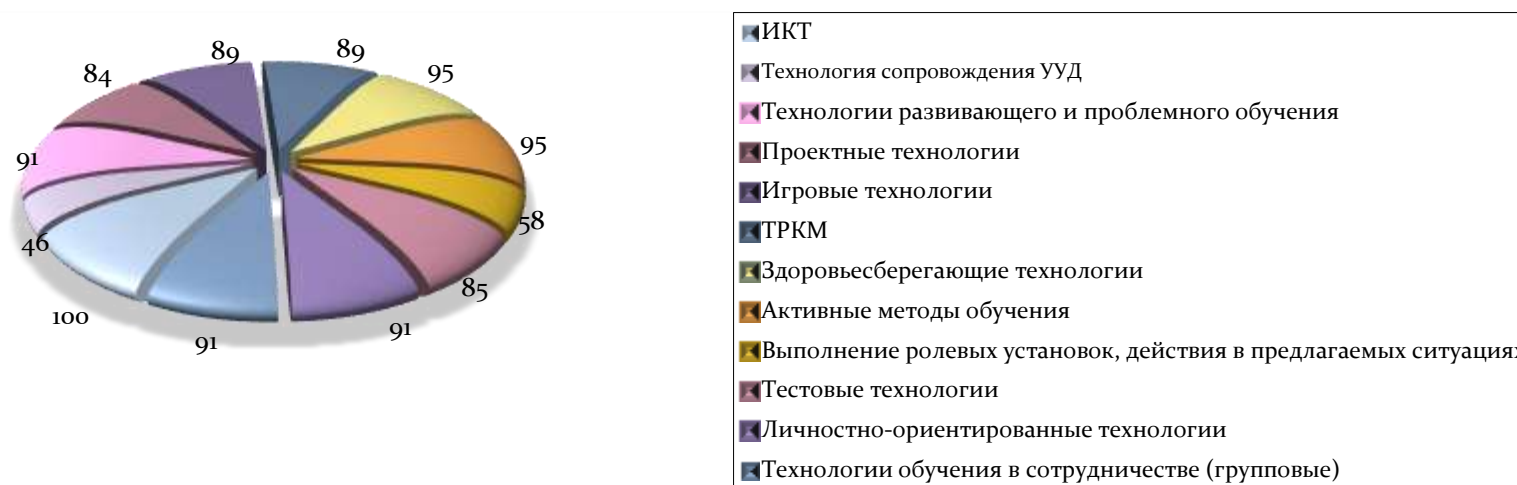 89
89
84
95
91
95
46
58
100
85
91
91
ИКТ
Технология сопровождения УУД
Технологии развивающего и проблемного обучения
Проектные технологии
Игровые технологии
ТРКМ
Здоровьесберегающие технологии
Активные методы обучения
Выполнение ролевых установок, действия в предлагаемых ситуациях
Тестовые технологии
Личностно-ориентированные технологии
Технологии обучения в сотрудничестве (групповые)